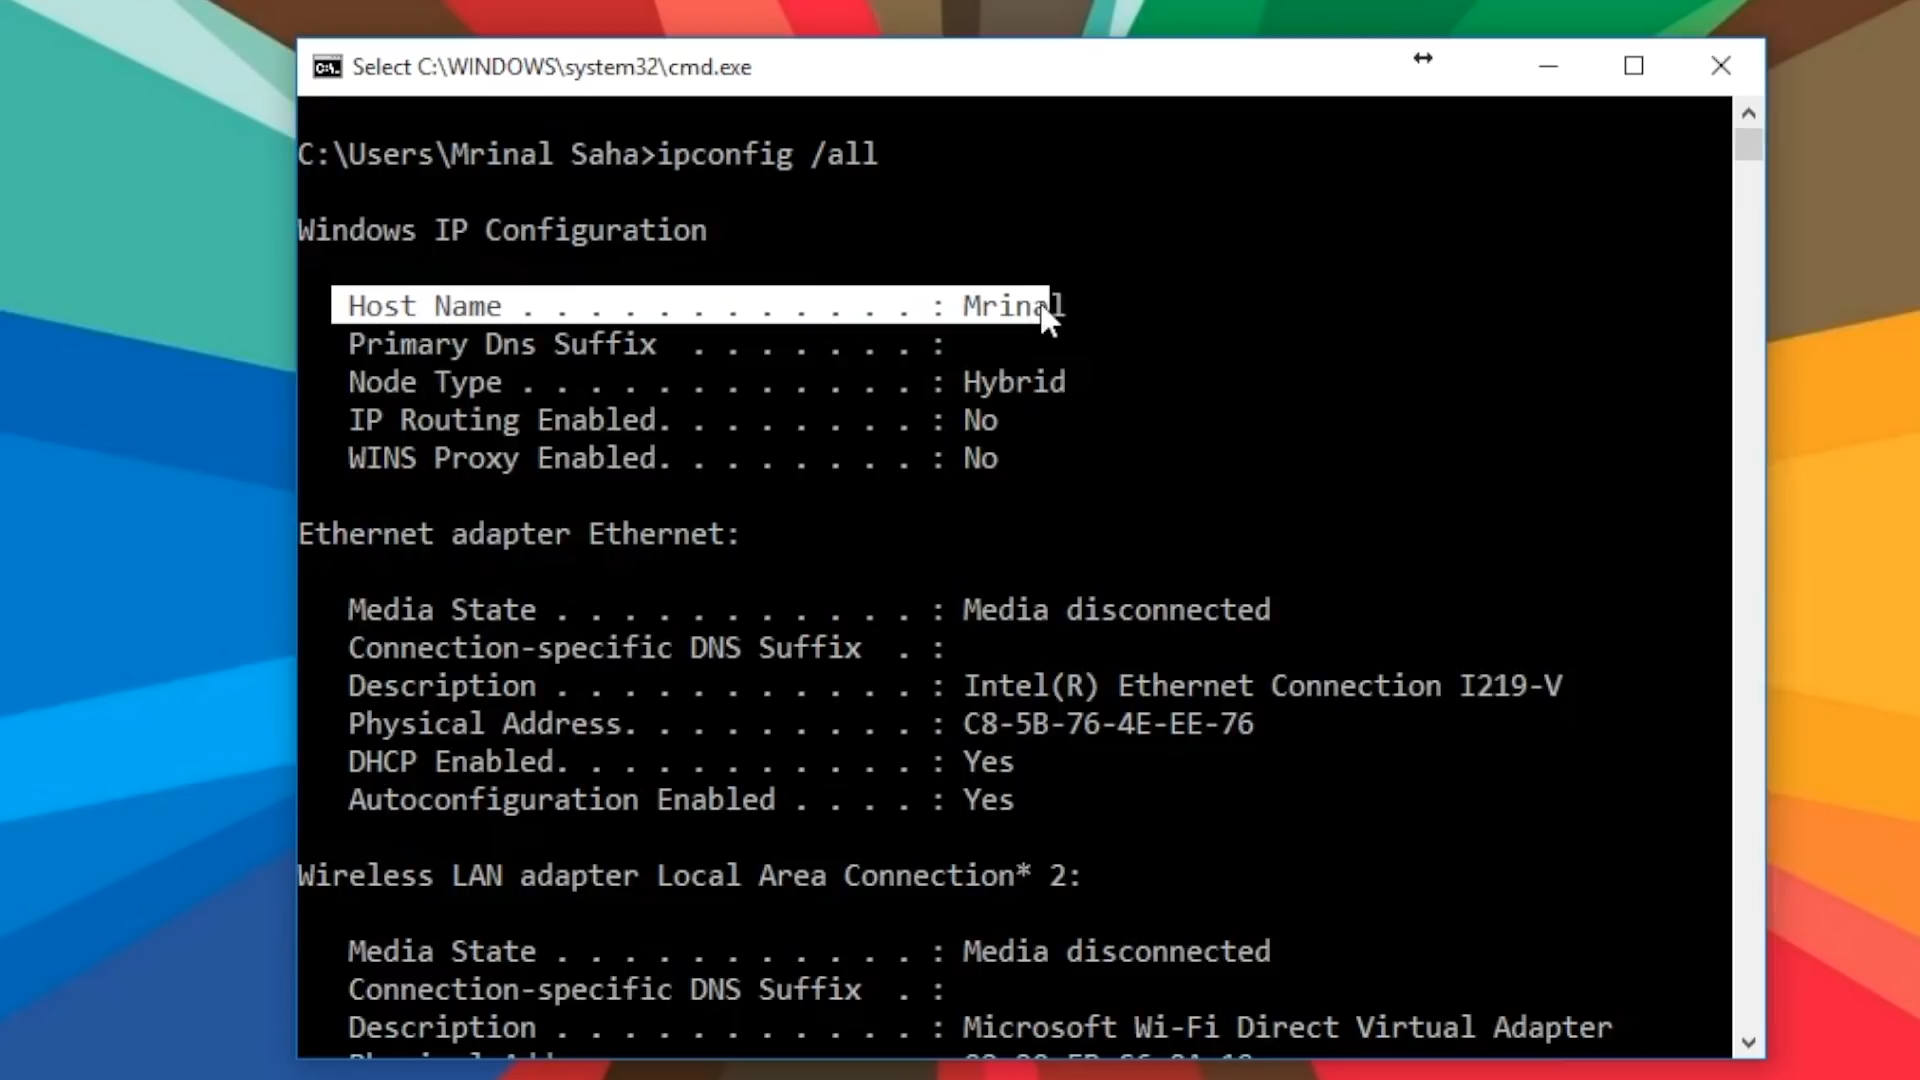 Select C:\WINDOWS\system32\cmd.exe
C:\Users\Mrinal Saha>ipconfig /all
Windows IP Configuration
Host Name . . . . . . . . . . . . : Mrinal
Primary Dns Suffix  . . . . . . . :
Node Type . . . . . . . . . . . . : Hybrid
IP Routing Enabled. . . . . . . . : No
WINS Proxy Enabled. . . . . . . . : No
Ethernet adapter Ethernet:
Media State . . . . . . . . . . . : Media disconnected
Connection-specific DNS Suffix  . :
Description . . . . . . . . . . . : Intel(R) Ethernet Connection I219-V
Physical Address. . . . . . . . . : C8-5B-76-4E-EE-76
DHCP Enabled. . . . . . . . . . . : Yes
Autoconfiguration Enabled . . . . : Yes
Wireless LAN adapter Local Area Connection* 2:
Media State . . . . . . . . . . . : Media disconnected
Connection-specific DNS Suffix  . :
Description . . . . . . . . . . . : Microsoft Wi-Fi Direct Virtual Adapter